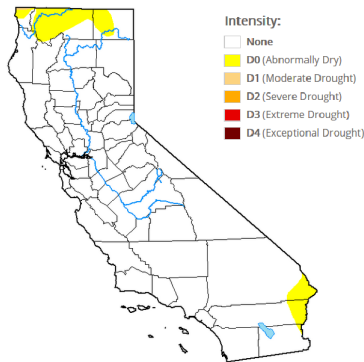 Intensity:
None
D0 (Abnormally Dry)
D1 (Moderate Drought)
D2 (Severe Drought)
D3 (Extreme Drought)
D4 (Exceptional Drought)